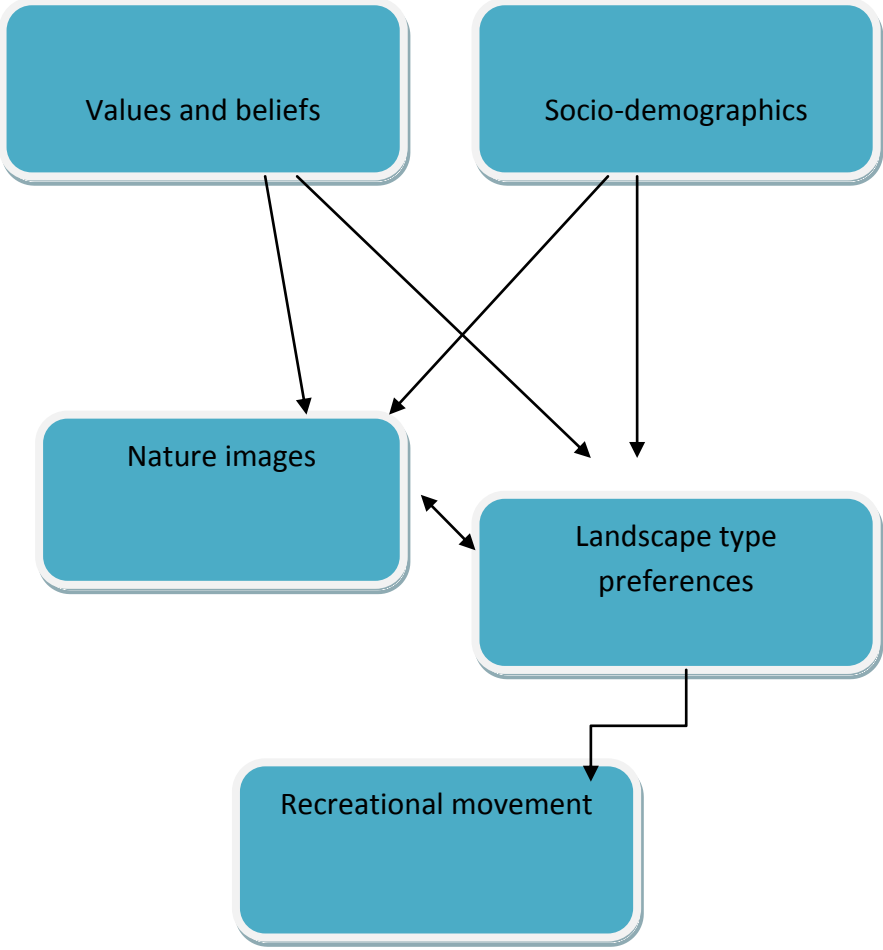 Values and beliefs
Socio-demographics
Nature images
Landscape type
preferences
Recreational movement